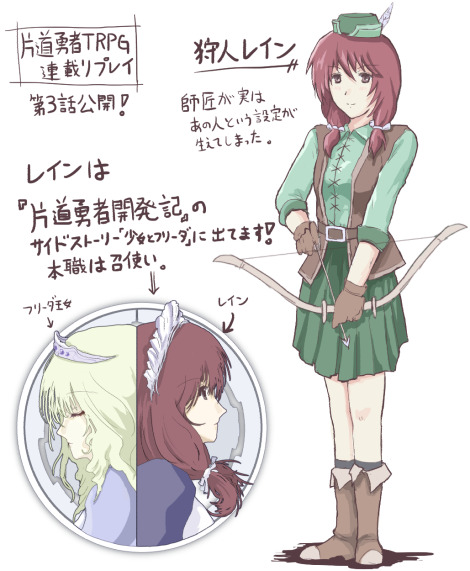 片道勇者TRPG
連載リプレイ
第3話公開!
狩人レイン
師匠が実は
あの人という設定が
生えてしまった。
レインは
『片道勇者開発記』の
サイドストーリー「少女とフリーダ」に出てます!
本職は召使い。
フリーダ王女
レイン